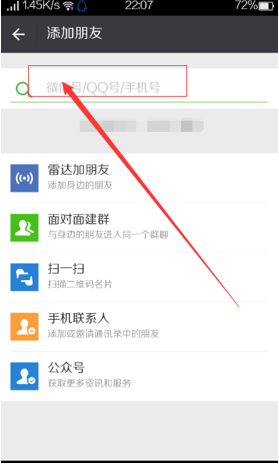 1.45K/s 22:07 72%
添加朋友
微信号/QQ号/手机号
雷达加朋友
添加身边的朋友
面对面建群
与身边的朋友进入同一个群聊
扫一扫
扫描二维码名片
手机联系人
添加或邀请通讯录中的朋友
公众号
获取更多资讯和服务